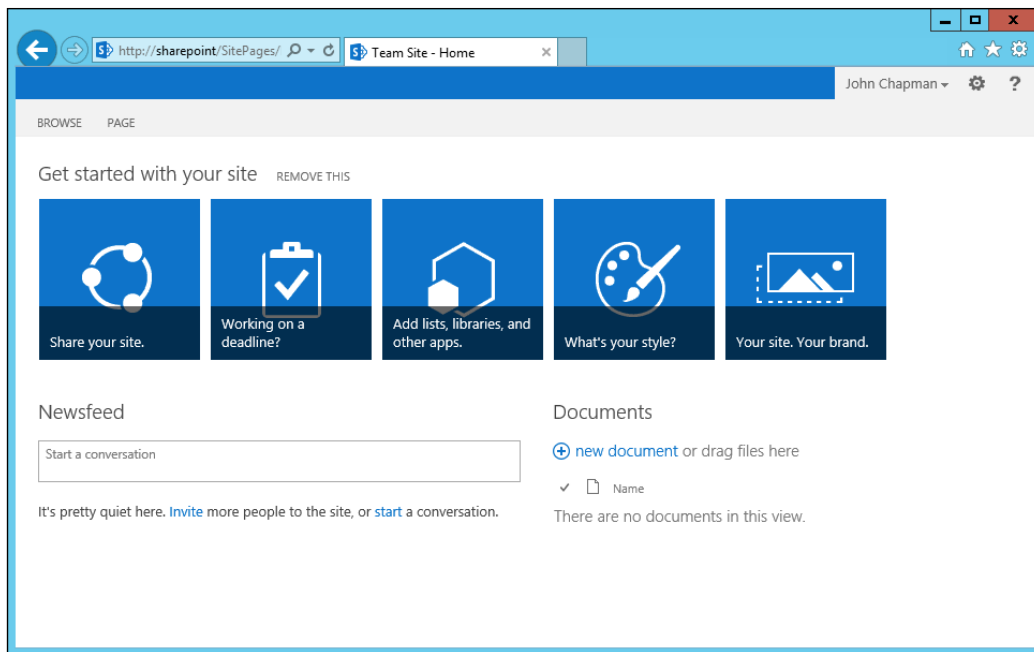 http://sharepoint/SitePages/
Team Site - Home
John Chapman
?
BROWSE
PAGE
Get started with your site
REMOVE THIS
Share your site.
Working on a
deadline?
Add lists, libraries, and
other apps.
What's your style?
Your site. Your brand.
Newsfeed
Start a conversation
It's pretty quiet here. Invite more people to the site, or start a conversation.
Documents
new document or drag files here
Name
There are no documents in this view.